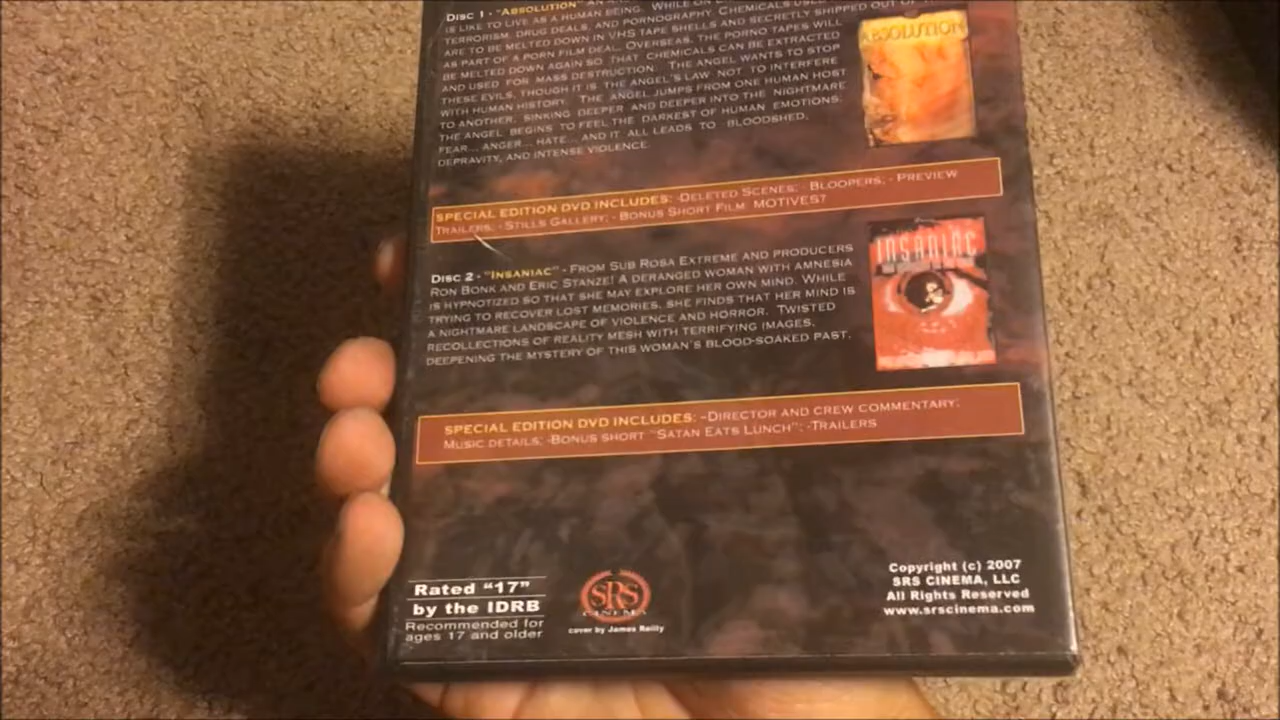 Disc 1 - "Absolution"
is like to live as a human being. While on
terrorism, drug deals, and pornography. Chemicals used
are to be melted down in VHS tape shells and secretly shipped out of
as part of a porn film deal. Overseas, the porno tapes will
be melted down again so that chemicals can be extracted
and used for mass destruction. The angel wants to stop
these evils, though it is the angel's law not to interfere
with human history. The angel jumps from one human host
to another, sinking deeper and deeper into the nightmare
the angel begins to feel the darkest of human emotions.
Fear... anger... hate... and it all leads to bloodshed,
depravity, and intense violence.
ABSOLUTION
Special Edition DVD Includes: -Deleted Scenes; - Bloopers; - Preview
Trailers; - Stills Gallery; - Bonus Short Film Motives?
Disc 2 - "Insaniac" - From Sub Rosa Extreme and producers
Ron Bonk and Eric Stanze! A deranged woman with amnesia
is hypnotized so that she may explore her own mind. While
trying to recover lost memories, she finds that her mind is
a nightmare landscape of violence and horror. Twisted
recollections of reality mesh with terrifying images,
deepening the mystery of this woman's blood-soaked past.
INSANIAC
Special Edition DVD Includes: -Director and crew commentary;
Music details; -Bonus short "Satan Eats Lunch"; -Trailers
Rated "17"
by the IDRB
Recommended for
ages 17 and older
SRS
CINEMA
cover by James Reilly
Copyright (c) 2007
SRS CINEMA, LLC
All Rights Reserved
www.srscinema.com